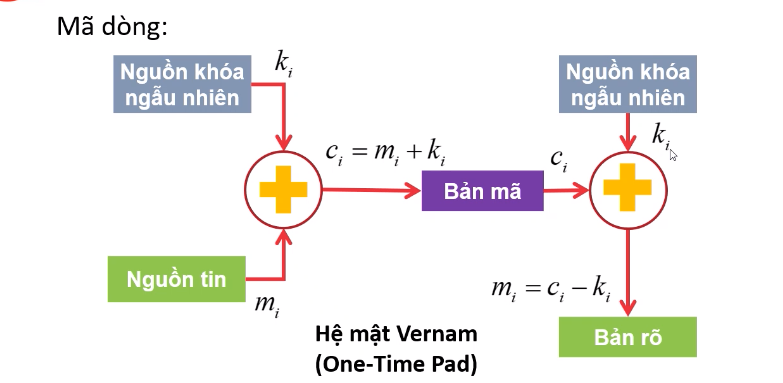 Mã dòng:
Nguồn khóa
ngẫu nhiên
k_i
Nguồn khóa
ngẫu nhiên
k_i
c_i = m_i + k_i
c_i
Bản mã
Nguồn tin
m_i
m_i = c_i − k_i
Hệ mật Vernam
(One-Time Pad)
Bản rõ